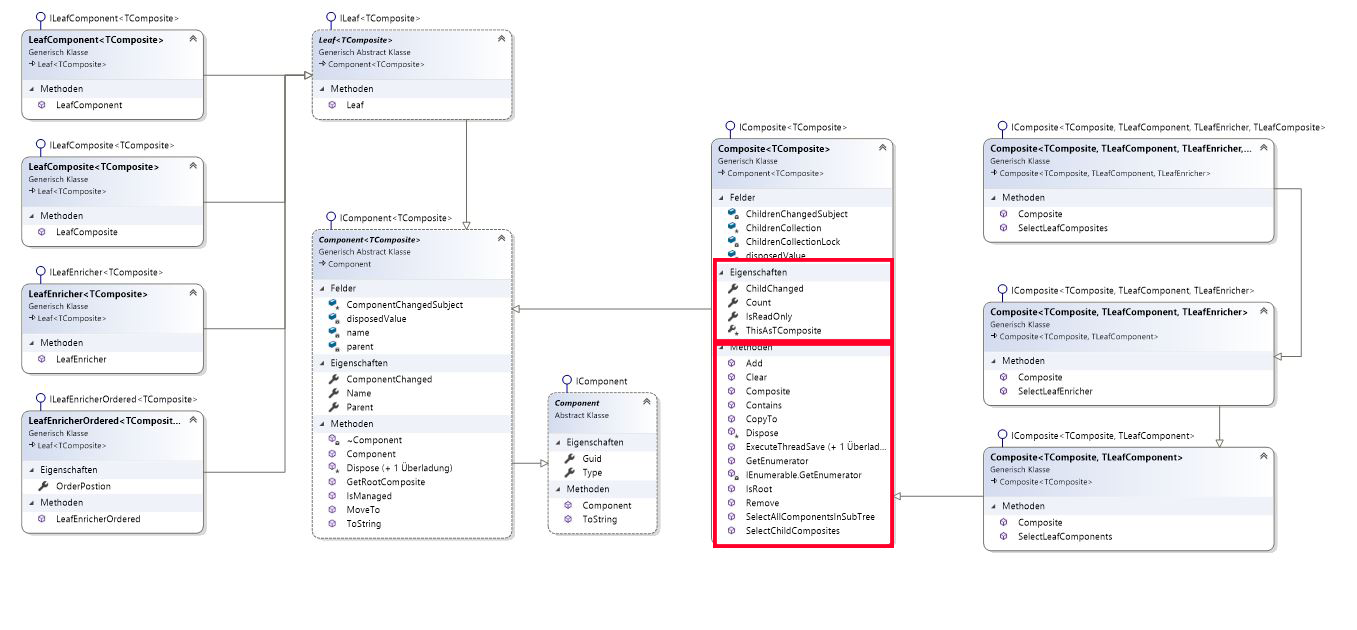 ILeafComponent<TComposite>
LeafComponent<TComposite>
Generisch Klasse
Leaf<TComposite>
Methoden
LeafComponent
ILeafComposite<TComposite>
LeafComposite<TComposite>
Generisch Klasse
Leaf<TComposite>
Methoden
LeafComposite
ILeafEnricher<TComposite>
LeafEnricher<TComposite>
Generisch Klasse
Leaf<TComposite>
Methoden
LeafEnricher
ILeafEnricherOrdered<TComposite>
LeafEnricherOrdered<TComposit...
Generisch Klasse
Leaf<TComposite>
Eigenschaften
OrderPostion
Methoden
LeafEnricherOrdered
ILeaf<TComposite>
Leaf<TComposite>
Generisch Abstract Klasse
Component<TComposite>
Methoden
Leaf
IComponent<TComposite>
Component<TComposite>
Generisch Abstract Klasse
Component
Felder
ComponentChangedSubject
disposedValue
name
parent
Eigenschaften
ComponentChanged
Name
Parent
Methoden
~Component
Component
Dispose (+ 1 Überladung)
GetRootComposite
IsManaged
MoveTo
ToString
IComponent
Component
Abstract Klasse
Eigenschaften
Guid
Type
Methoden
Component
ToString
IComposite<TComposite>
Composite<TComposite>
Generisch Klasse
Component<TComposite>
Felder
ChildrenChangedSubject
ChildrenCollection
ChildrenCollectionLock
disposedValue
Eigenschaften
ChildChanged
Count
IsReadOnly
ThisAsTComposite
Methoden
Add
Clear
Composite
Contains
CopyTo
Dispose
ExecuteThreadSave (+ 1 Überlad...
GetEnumerator
IEnumerable.GetEnumerator
IsRoot
Remove
SelectAllComponentsInSubTree
SelectChildComposites
IComposite<TComposite, TLeafComponent, TLeafEnricher, TLeafComposite>
Composite<TComposite, TLeafComponent, TLeafEnricher,...
Generisch Klasse
Composite<TComposite, TLeafComponent, TLeafEnricher>
Methoden
Composite
SelectLeafComposites
IComposite<TComposite, TLeafComponent, TLeafEnricher>
Composite<TComposite, TLeafComponent, TLeafEnricher>
Generisch Klasse
Composite<TComposite, TLeafComponent>
Methoden
Composite
SelectLeafEnricher
IComposite<TComposite, TLeafComponent>
Composite<TComposite, TLeafComponent>
Generisch Klasse
Composite<TComposite>
Methoden
Composite
SelectLeafComponents